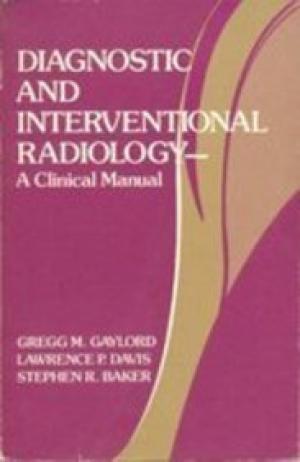 DIAGNOSTIC
AND
INTERVENTIONAL
RADIOLOGY—
A Clinical Manual
GREGG M. GAYLORD
LAWRENCE P. DAVIS
STEPHEN R. BAKER